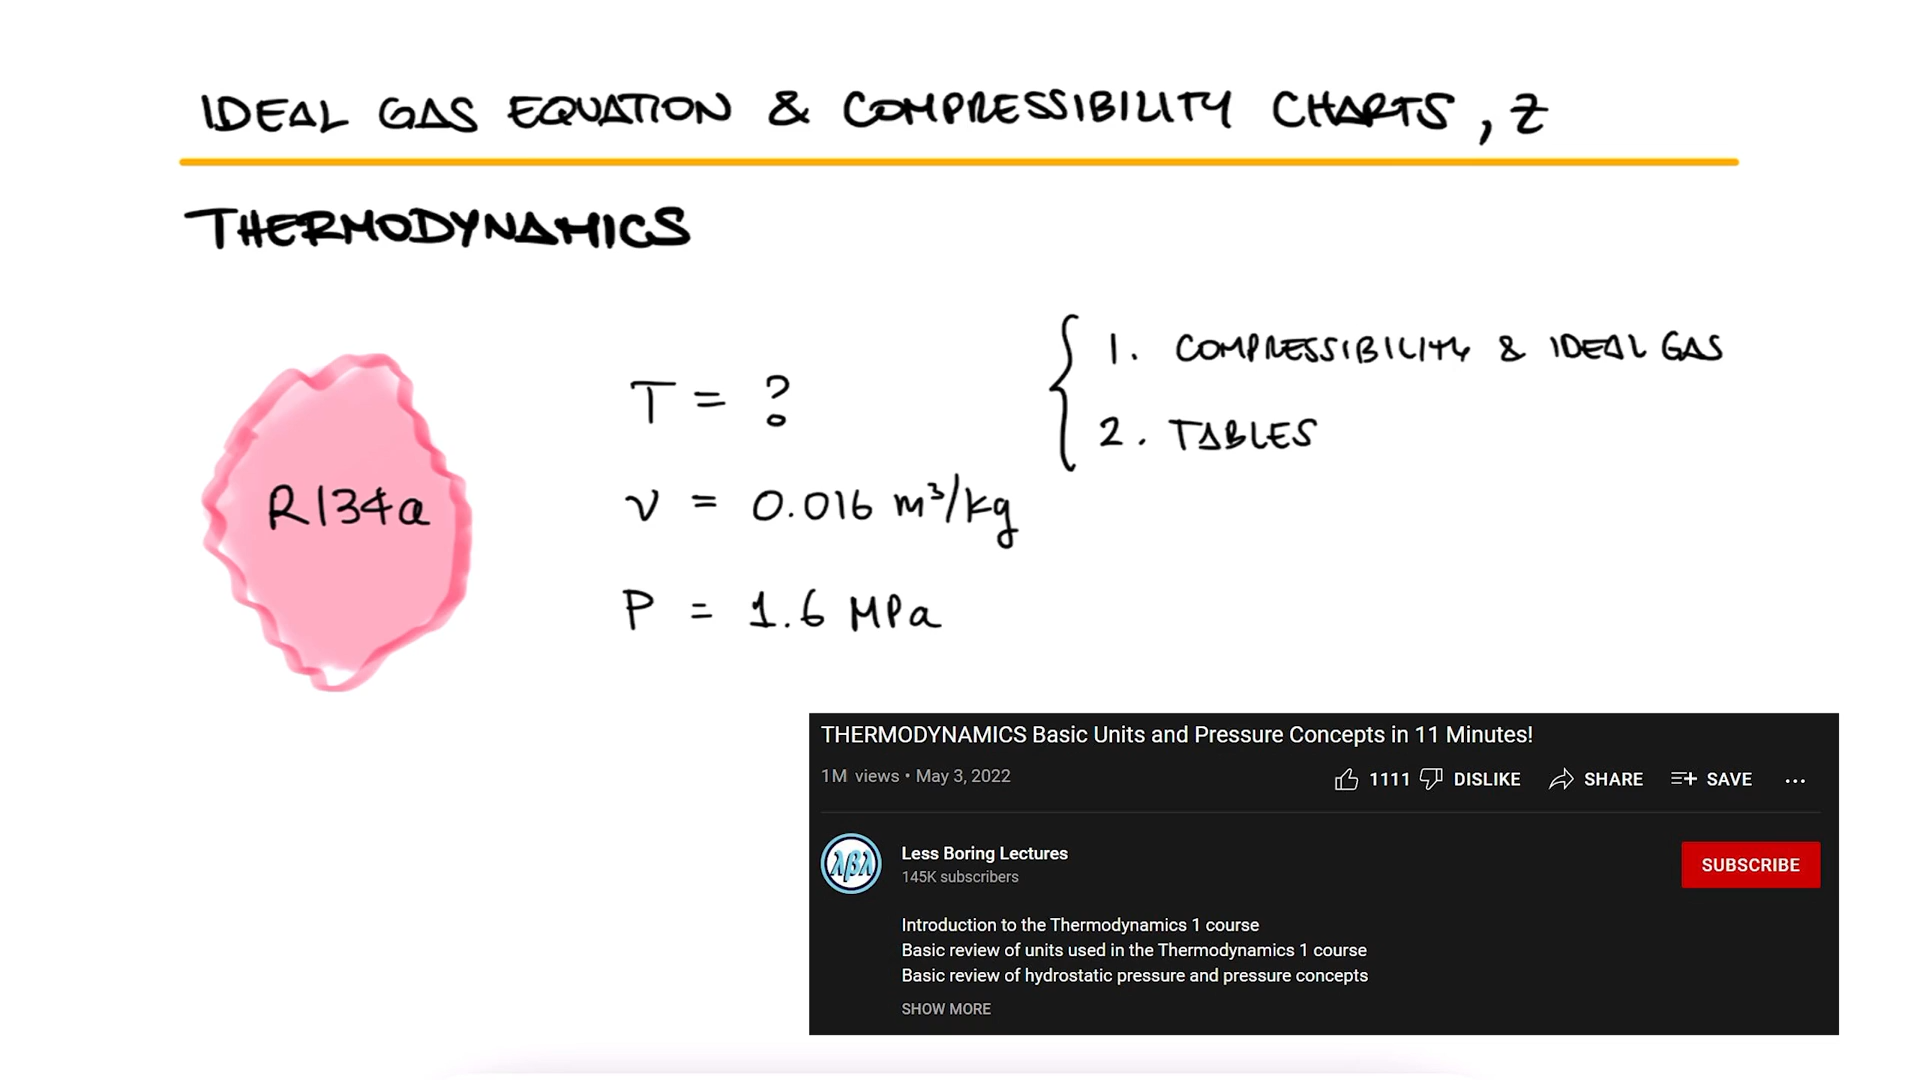 IDEAL GAS EQUATION & COMPRESSIBILITY CHARTS, Z
THERMODYNAMICS
R134a
T = ?
ν = 0.016 m³/kg
P = 1.6 MPa
1. COMPRESSIBILITY & IDEAL GAS
2. TABLES
THERMODYNAMICS Basic Units and Pressure Concepts in 11 Minutes!
1M views • May 3, 2022
1111 DISLIKE SHARE SAVE ...
λβλ
Less Boring Lectures
145K subscribers
SUBSCRIBE
Introduction to the Thermodynamics 1 course
Basic review of units used in the Thermodynamics 1 course
Basic review of hydrostatic pressure and pressure concepts
SHOW MORE